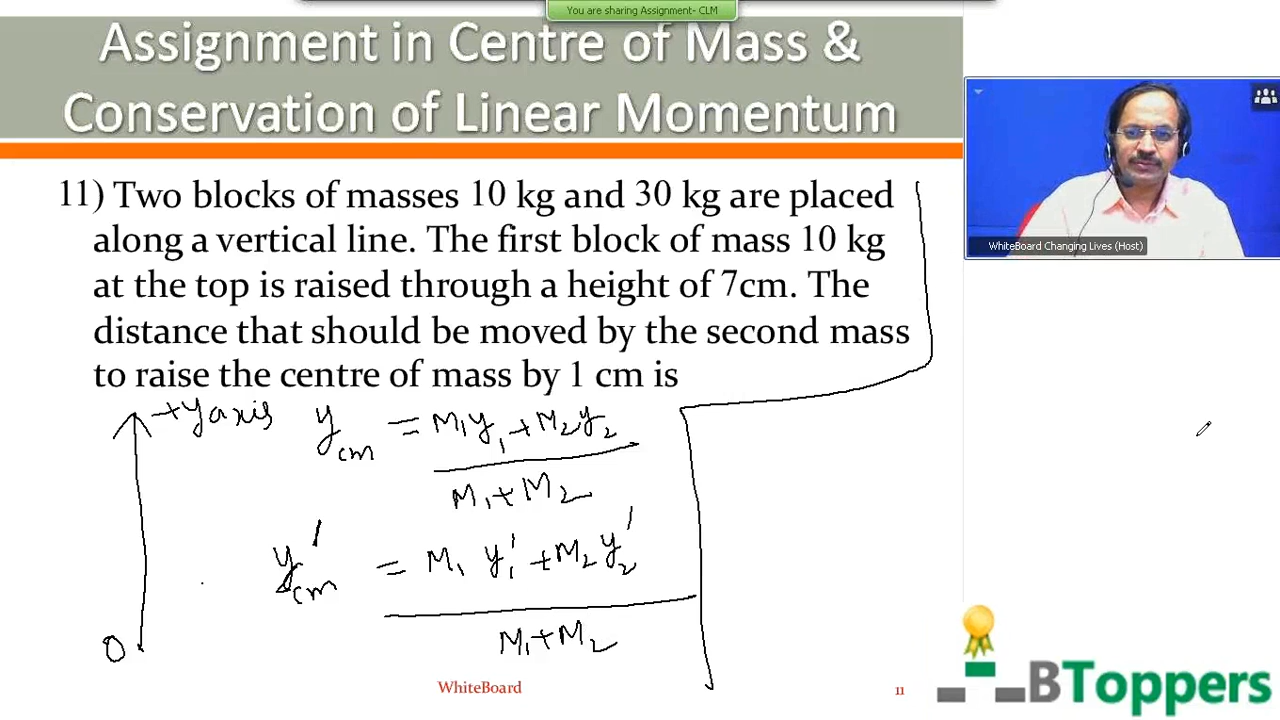 You are sharing Assignment- CLM
Assignment in Centre of Mass &
Conservation of Linear Momentum
11) Two blocks of masses 10 kg and 30 kg are placed
along a vertical line. The first block of mass 10 kg
at the top is raised through a height of 7cm. The
distance that should be moved by the second mass
to raise the centre of mass by 1 cm is
+y axis
y_cm = M₁y₁ + M₂y₂
M₁ + M₂
y'_cm = M₁ y₁' + M₂ y₂'
M₁ + M₂
O
WhiteBoard
11
WhiteBoard Changing Lives (Host)
BToppers